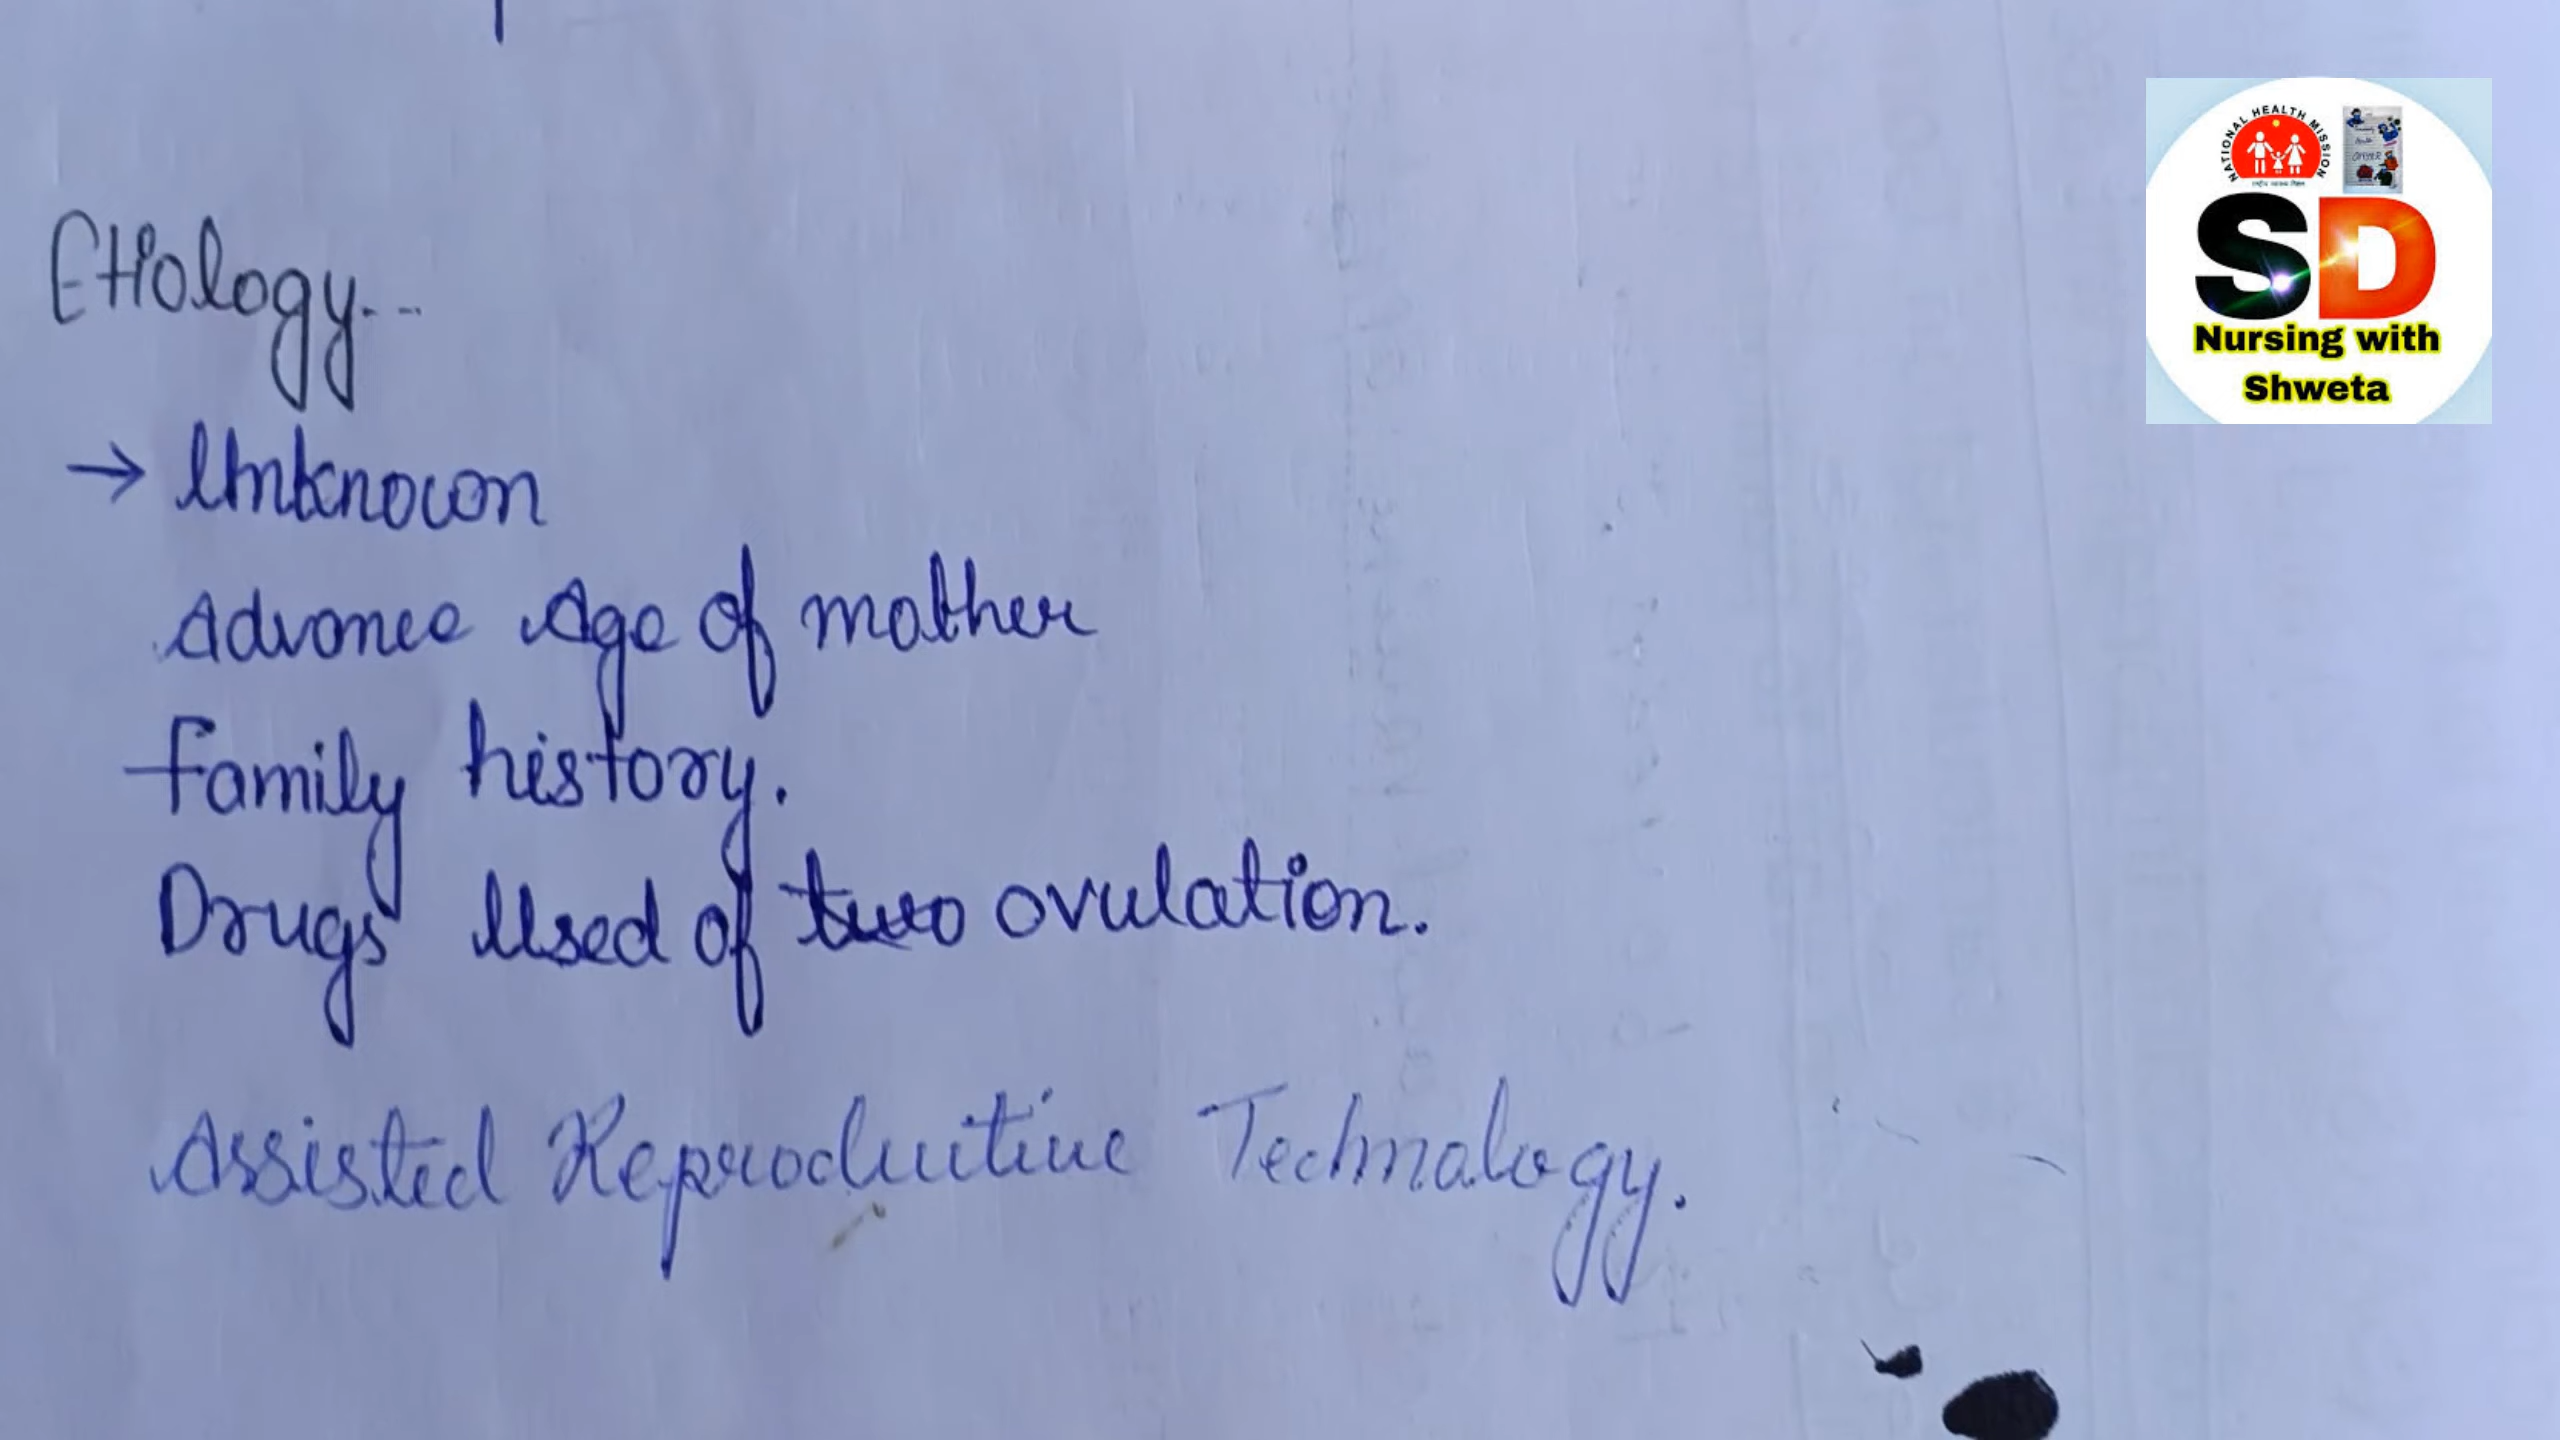 NATIONAL HEALTH MISSION
SD
Nursing with
Shweta
Etiology...
→ Unknown
Advance Age of mother
family history.
Drugs Used of two ovulation.
Assisted Reproductive Technology.